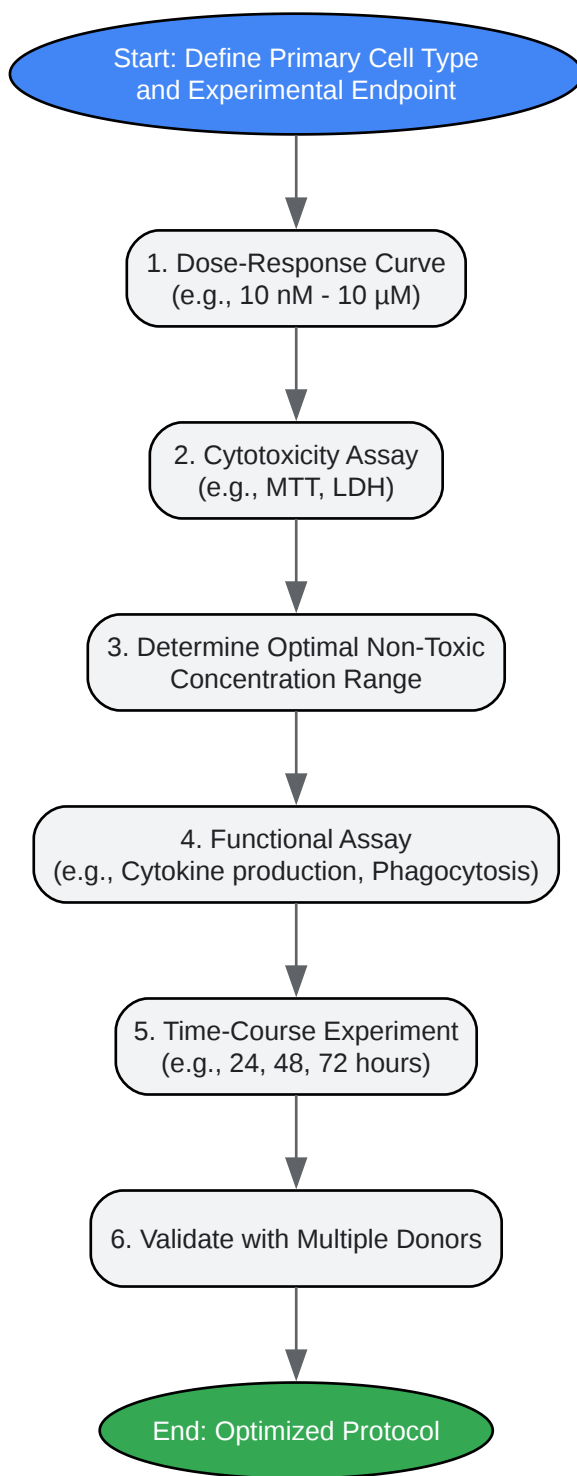 Start: Define Primary Cell Type
and Experimental Endpoint
1. Dose-Response Curve
(e.g., 10 nM - 10 µM)
2. Cytotoxicity Assay
(e.g., MTT, LDH)
3. Determine Optimal Non-Toxic
Concentration Range
4. Functional Assay
(e.g., Cytokine production, Phagocytosis)
5. Time-Course Experiment
(e.g., 24, 48, 72 hours)
6. Validate with Multiple Donors
End: Optimized Protocol